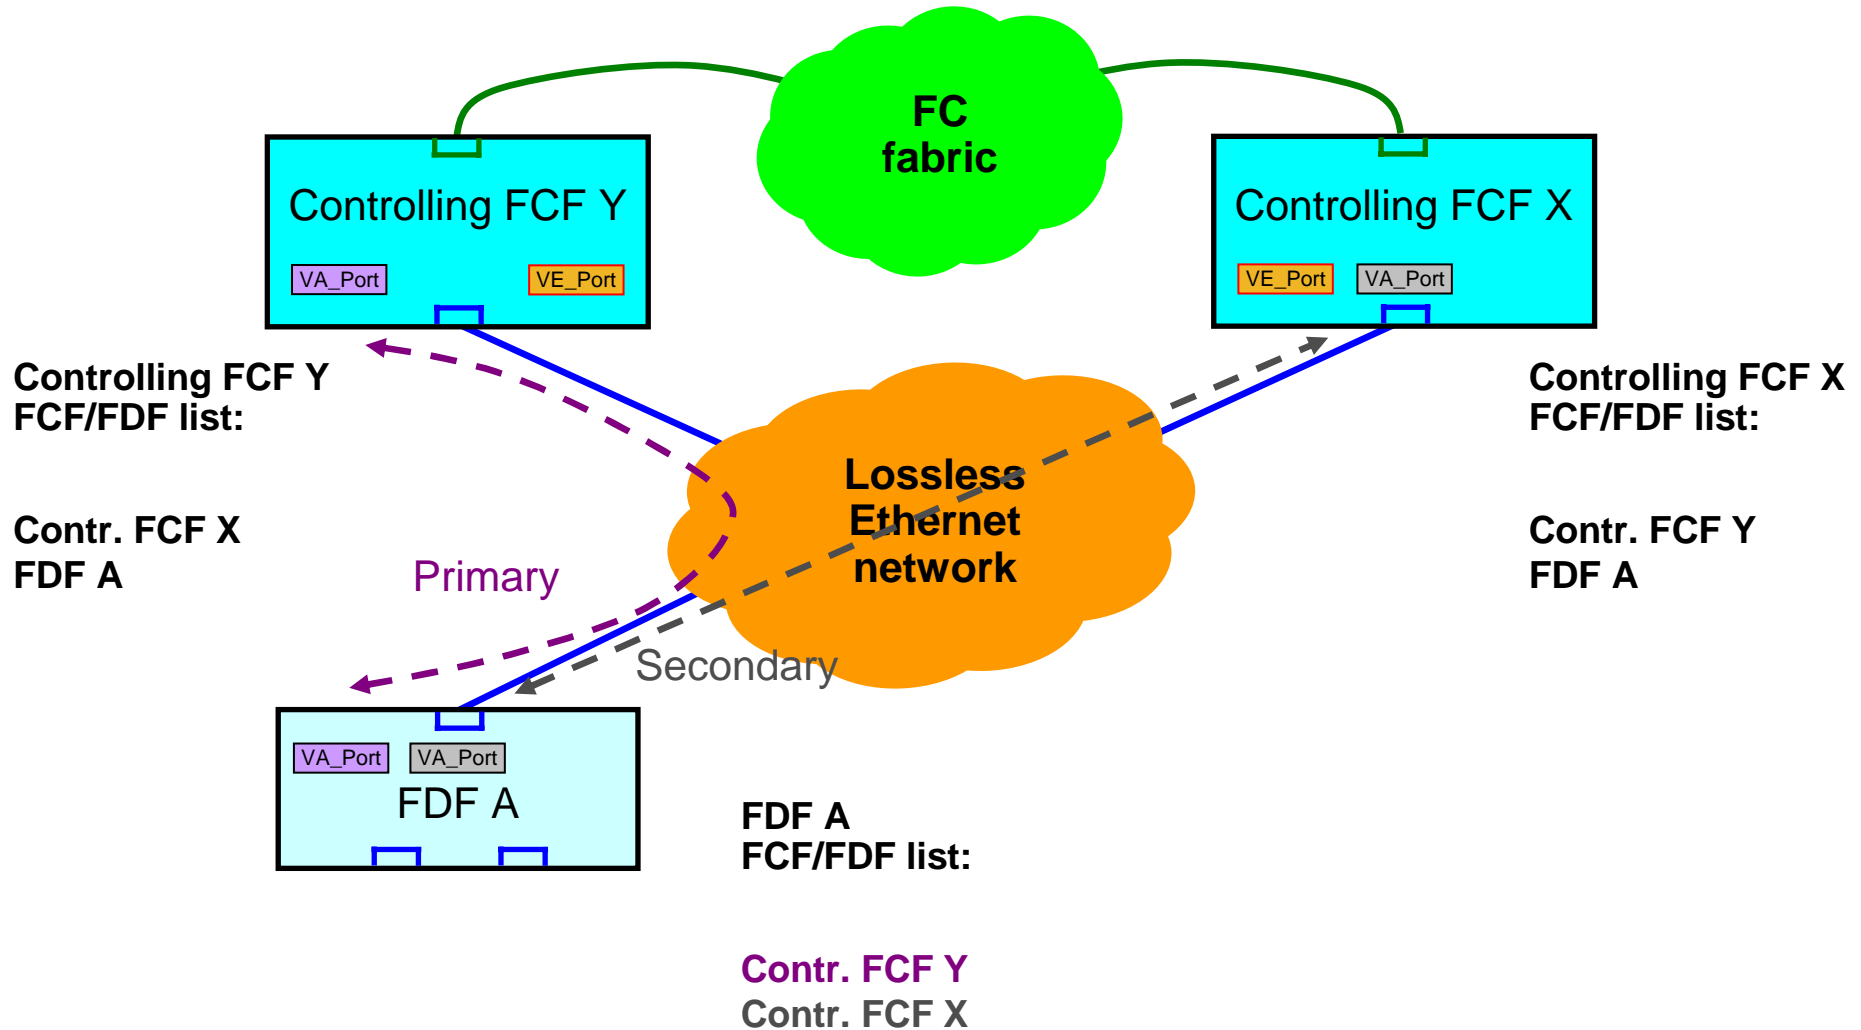 FC
fabric
Controlling FCF Y
VA_Port
VE_Port
Controlling FCF X
VE_Port
VA_Port
Controlling FCF Y
FCF/FDF list:
Contr. FCF X
FDF A
Controlling FCF X
FCF/FDF list:
Contr. FCF Y
FDF A
Lossless
Ethernet
network
Primary
Secondary
VA_Port
VA_Port
FDF A
FDF A
FCF/FDF list:
Contr. FCF Y
Contr. FCF X